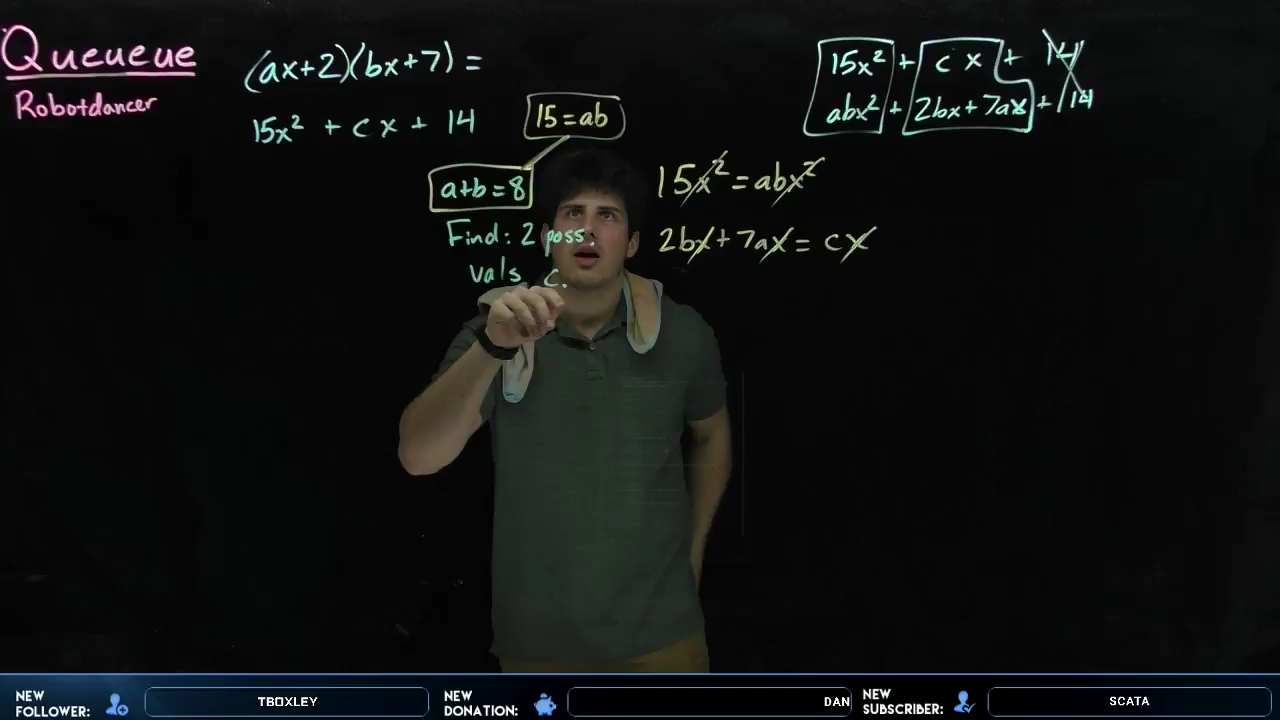 Queueue
Robotdancer
(ax+2)(bx+7) =
15x² + cx + 14
15=ab
a+b=8
Find: 2 poss.
vals c.
15x² + cx + 14
abx² + 2bx+7ax + 14
15x² = abx²
2bx+7ax = cx
NEW FOLLOWER: TBOXLEY
NEW DONATION: DAN
NEW SUBSCRIBER: SCATA